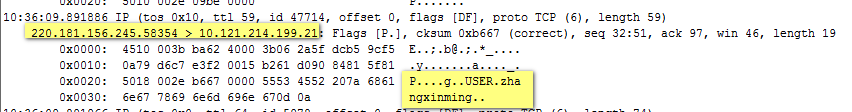 0x0020: 5010 002e 09be 0000 P.......
10:36:09.891886 IP (tos 0x10, ttl 59, id 47714, offset 0, flags [DF], proto TCP (6), length 59)
220.181.156.245.58354 > 10.121.214.199.21: Flags [P.], cksum 0xb667 (correct), seq 32:51, ack 97, win 46, length 19
0x0000: 4510 003b ba62 4000 3b06 2a5f dcb5 9cf5 E..;.b@.;.*_....
0x0010: 0a79 d6c7 e3f2 0015 b261 d090 8481 5f81 .y.......a...._.
0x0020: 5018 002e b667 0000 5553 4552 207a 6861 P....g..USER.zha
0x0030: 6e67 7869 6e6d 696e 670d 0a ngxinming..